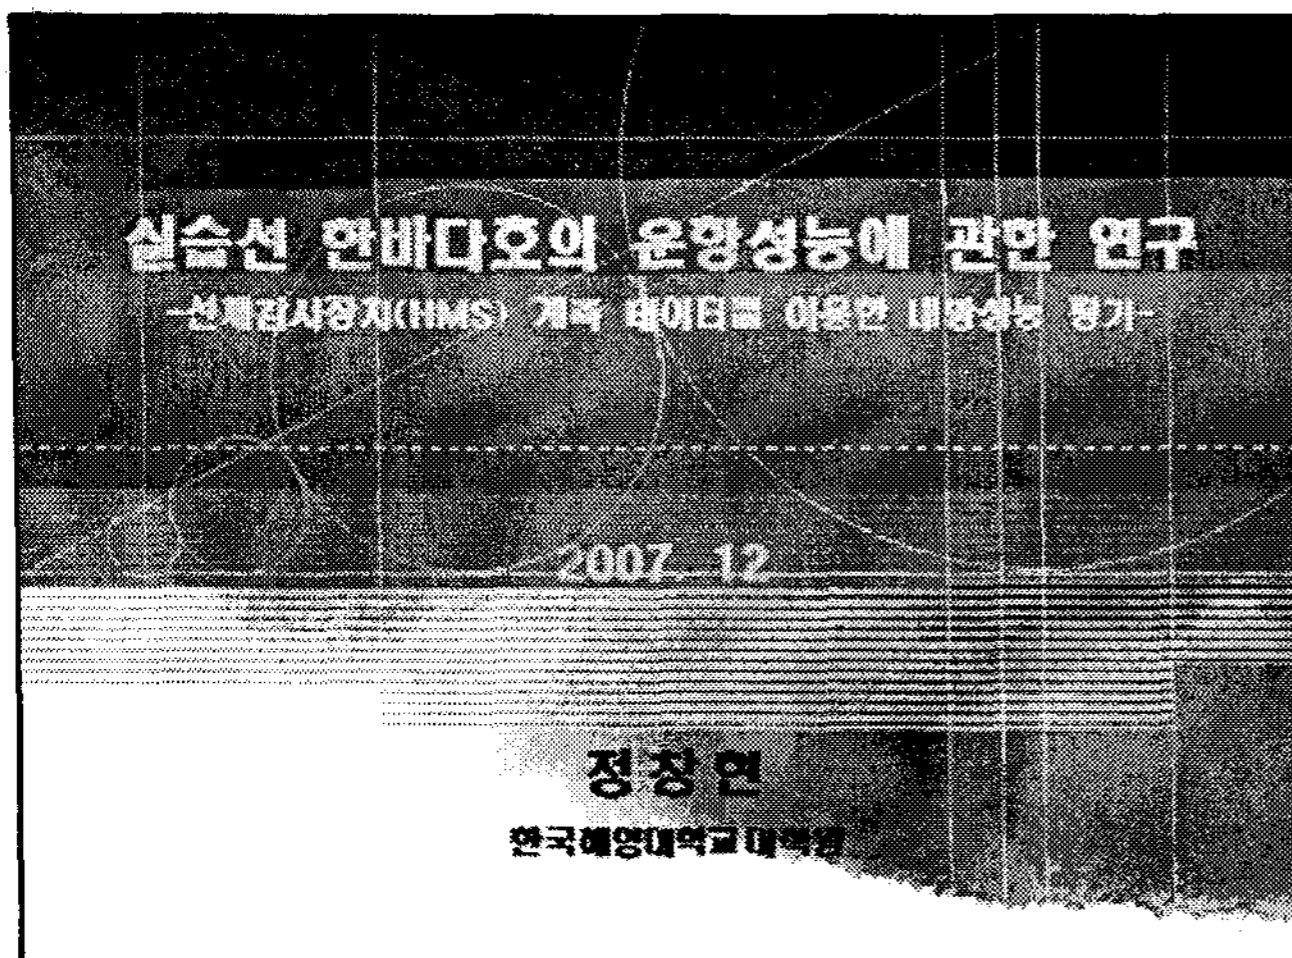 실습선 한바다호의 운항성능에 관한 연구
-선체감시장치(HMS) 계측 데이터를 이용한 내항성능 평가-
2007. 12
정창현
한국해양대학교 대학원